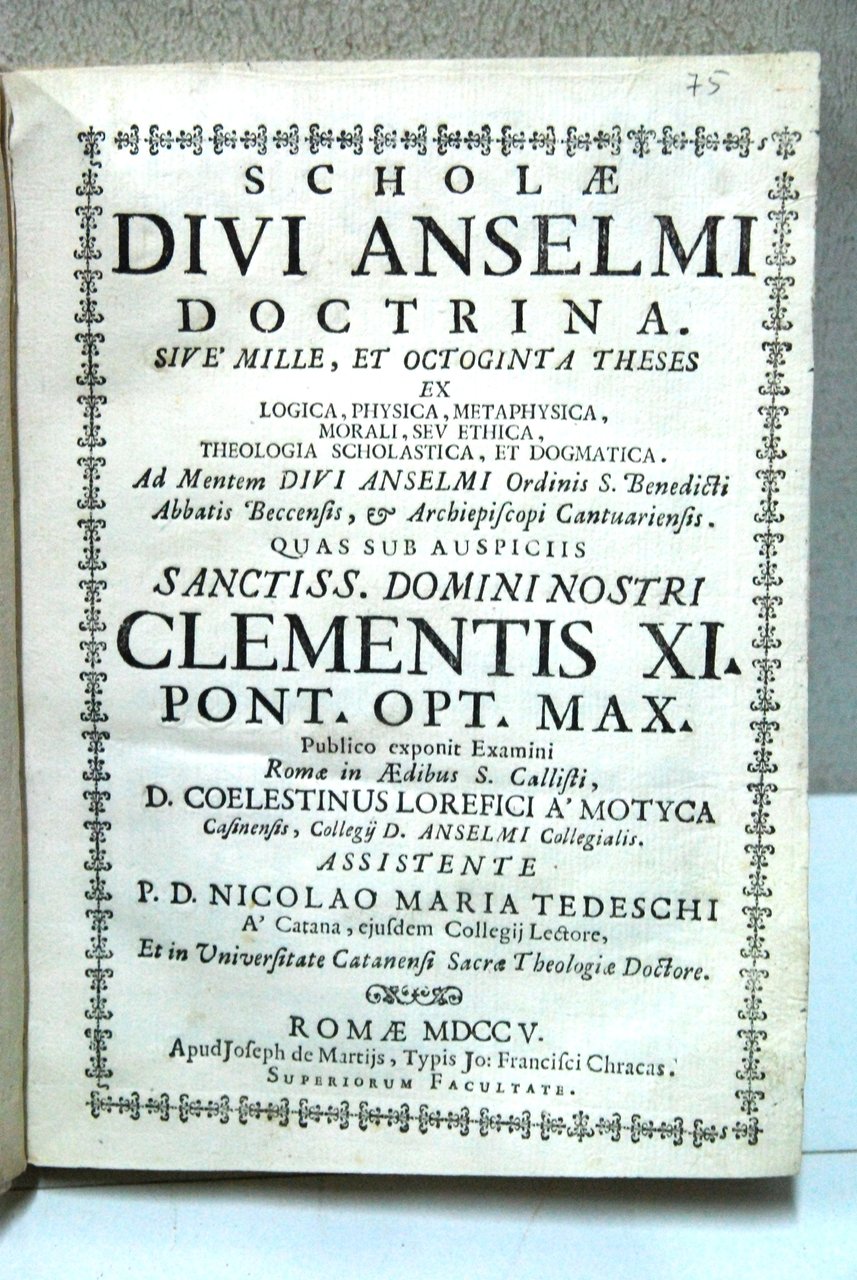 75
SCHOLÆ
DIVI ANSELMI
DOCTRINA.
SIVE' MILLE, ET OCTOGINTA THESES
EX
LOGICA, PHYSICA, METAPHYSICA,
MORALI, SEV ETHICA,
THEOLOGIA SCHOLASTICA, ET DOGMATICA.
Ad Mentem DIVI ANSELMI Ordinis S. Benedicti
Abbatis Beccenſis, & Archiepiſcopi Cantuarienſis.
QUAS SUB AUSPICIIS
SANCTISS. DOMINI NOSTRI
CLEMENTIS XI.
PONT. OPT. MAX.
Publico exponit Examini
Romæ in Ædibus S. Calliſti,
D. COELESTINUS LOREFICI A' MOTYCA
Caſinenſis, Collegij D. ANSELMI Collegialis.
ASSISTENTE
P. D. NICOLAO MARIA TEDESCHI
A' Catana, ejuſdem Collegij Lectore,
Et in Univerſitate Catanenſi Sacræ Theologiæ Doctore.
ROMÆ MDCCV.
Apud Joſeph de Martijs, Typis Jo: Franciſci Chracas.
SUPERIORUM FACULTATE.